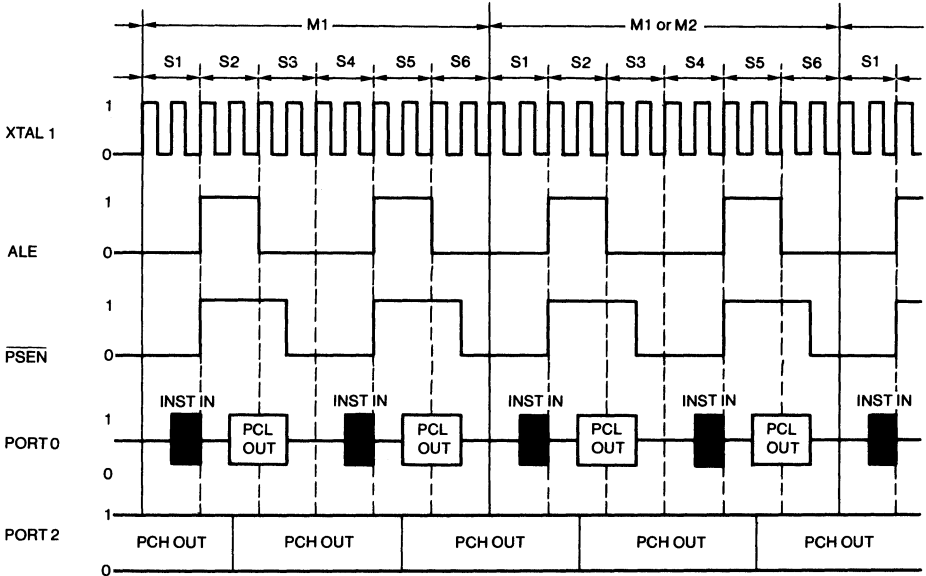 M1 M1 or M2
S1 S2 S3 S4 S5 S6 S1 S2 S3 S4 S5 S6 S1
1
XTAL 1
0
1
ALE
0
1
PSEN
0
INST IN INST IN INST IN INST IN INST IN
1
PORT 0
PCL OUT PCL OUT PCL OUT PCL OUT
0
1
PORT 2
PCH OUT PCH OUT PCH OUT PCH OUT PCH OUT
0